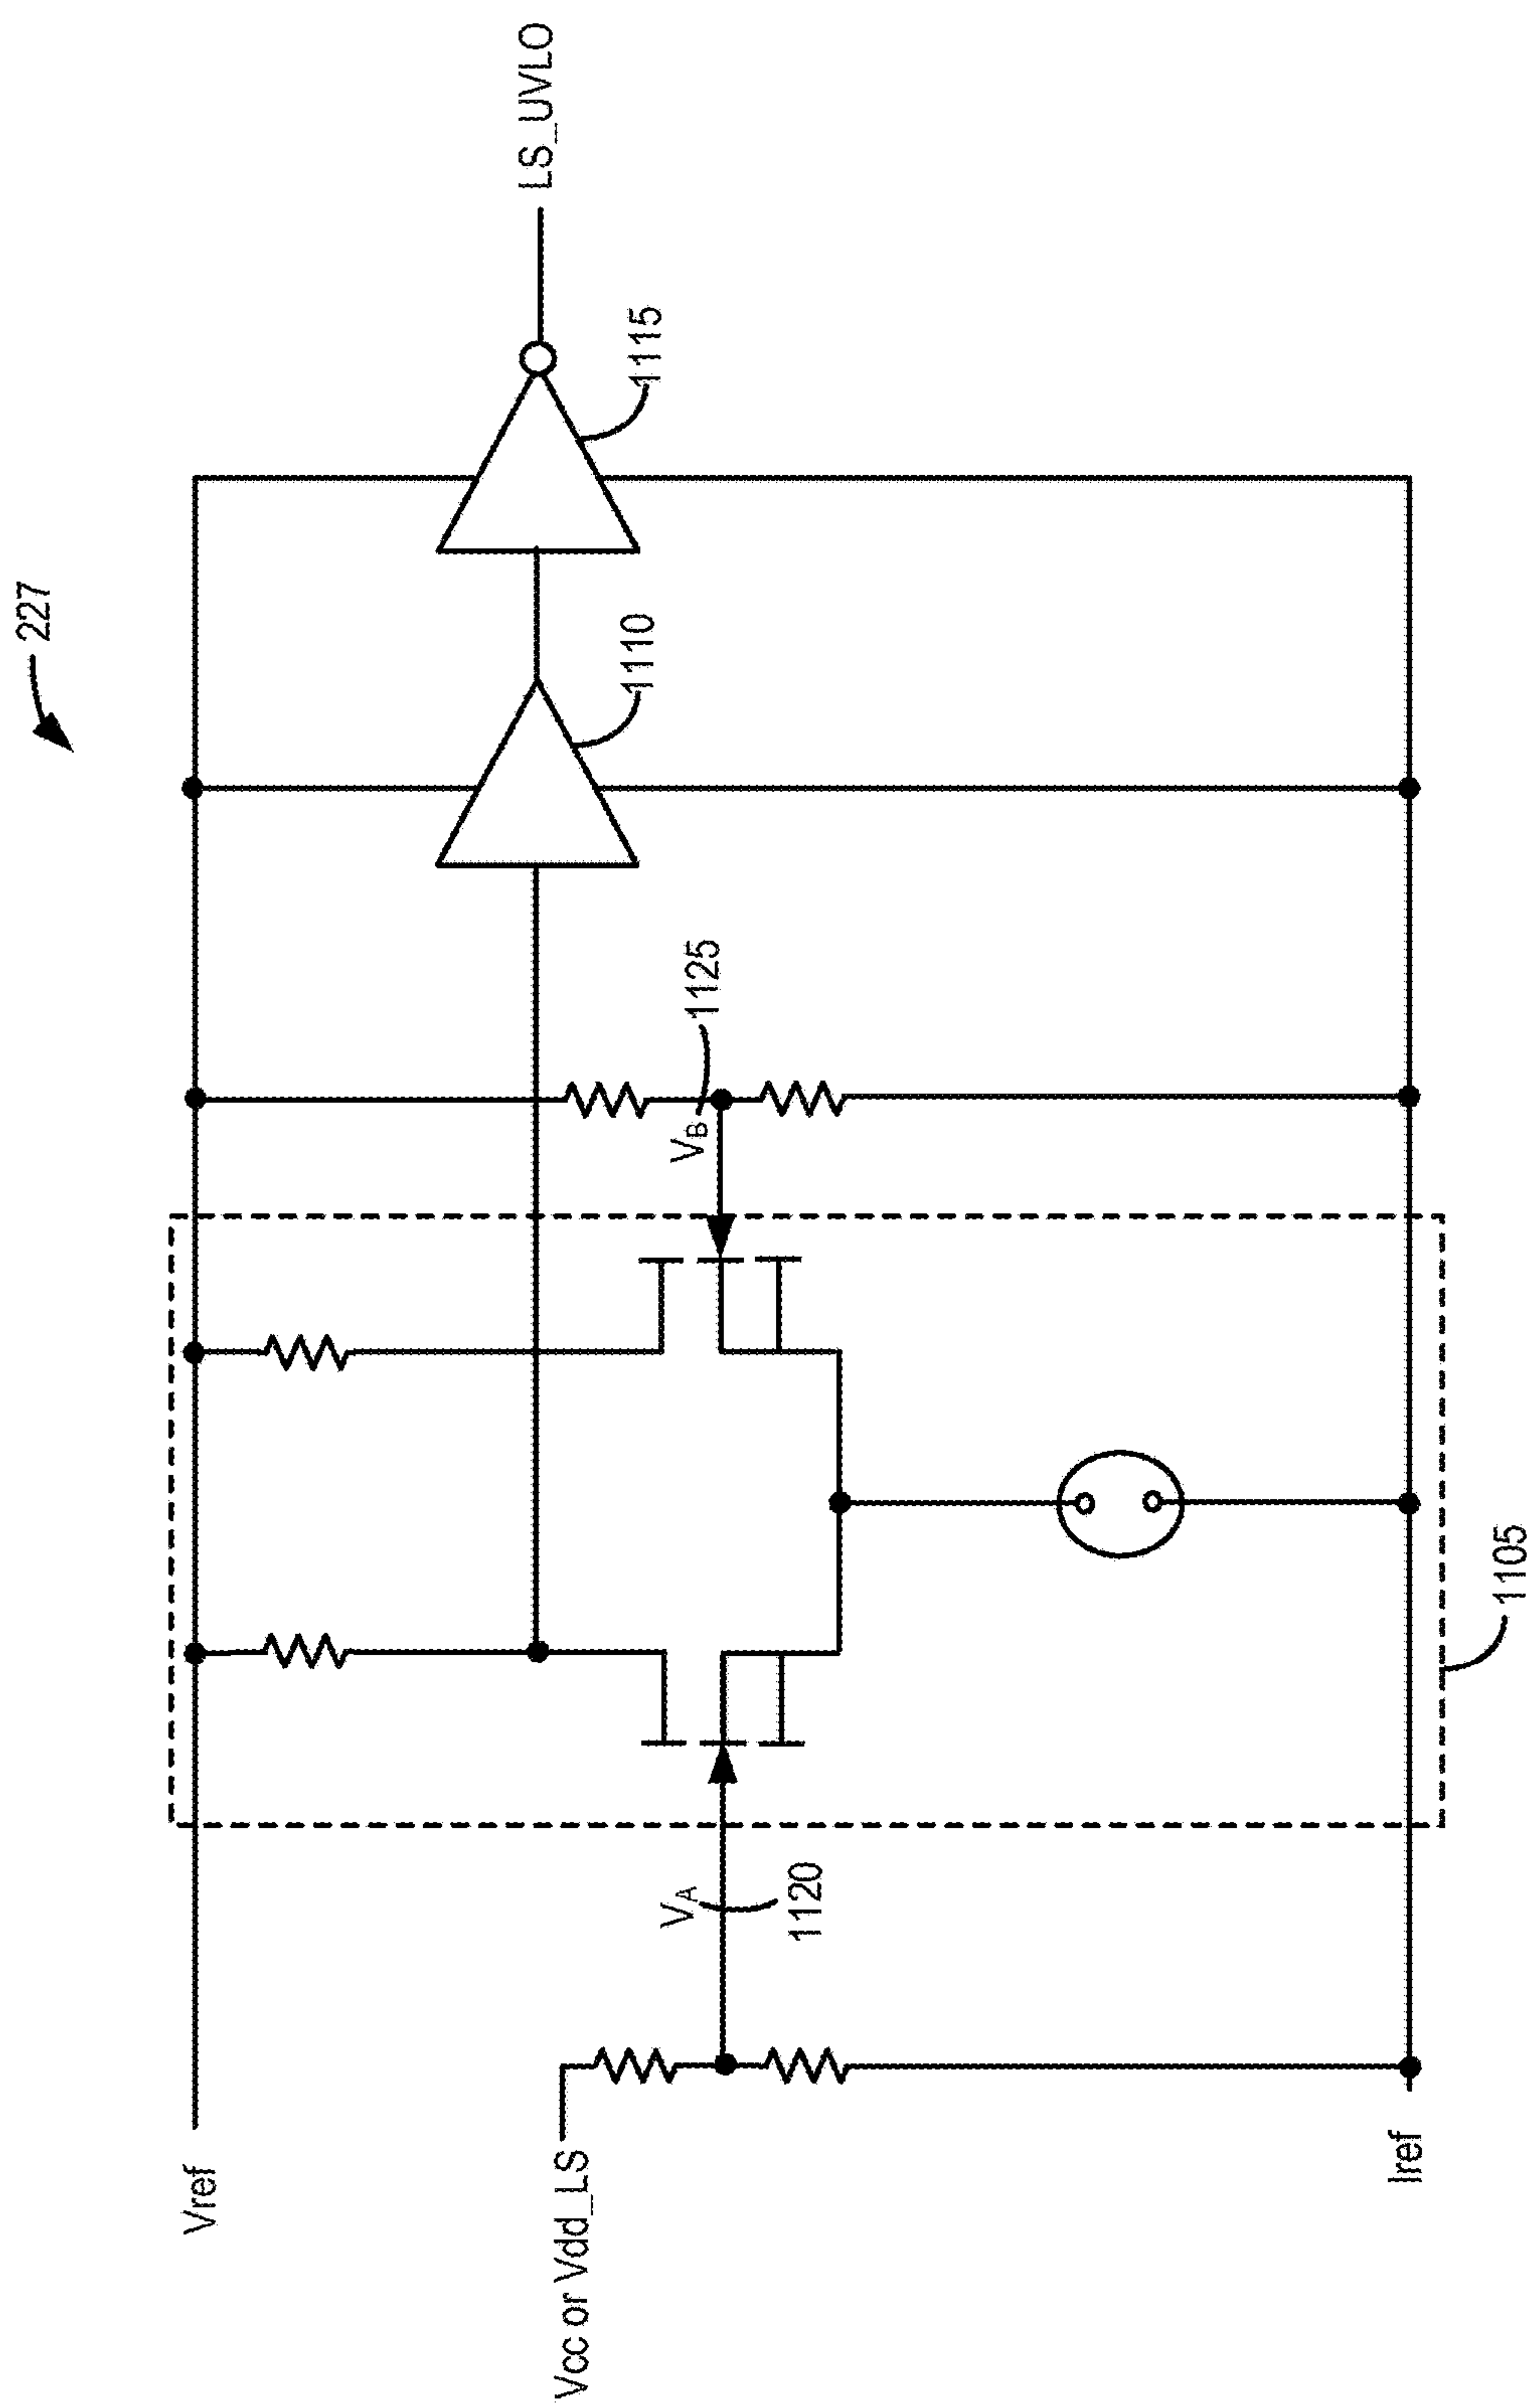 227
Vref
LS_UVLO
1115
1110
1125
VB
VA
1120
Vcc or Vdd_LS
Iref
1105